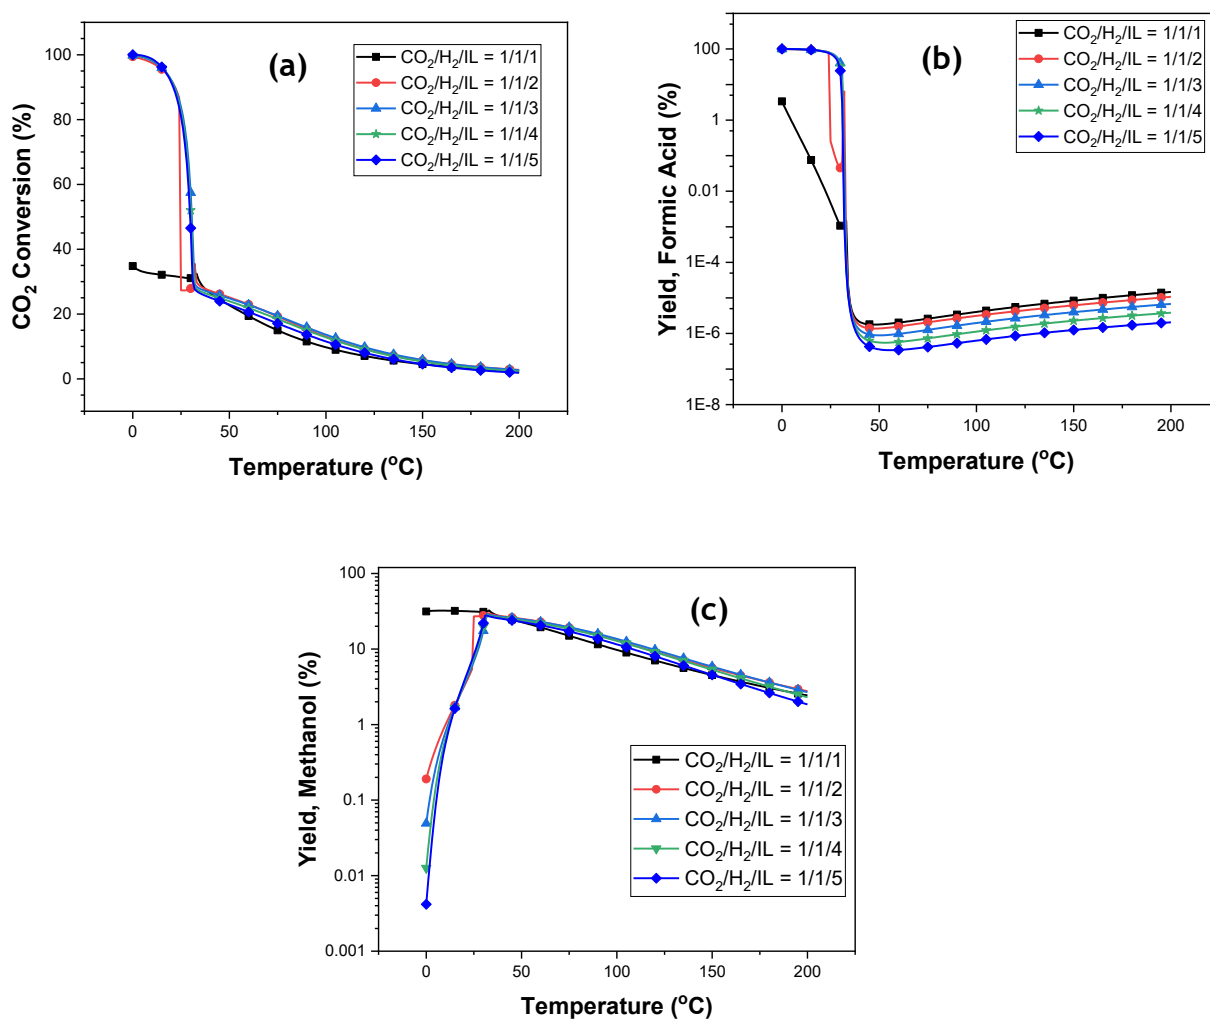 (a)
CO₂/H₂/IL = 1/1/1
CO₂/H₂/IL = 1/1/2
CO₂/H₂/IL = 1/1/3
CO₂/H₂/IL = 1/1/4
CO₂/H₂/IL = 1/1/5
CO₂ Conversion (%)
100
80
60
40
20
0
0
50
100
150
200
Temperature (°C)
(b)
CO₂/H₂/IL = 1/1/1
CO₂/H₂/IL = 1/1/2
CO₂/H₂/IL = 1/1/3
CO₂/H₂/IL = 1/1/4
CO₂/H₂/IL = 1/1/5
Yield, Formic Acid (%)
100
1
0.01
1E-4
1E-6
1E-8
0
50
100
150
200
Temperature (°C)
(c)
CO₂/H₂/IL = 1/1/1
CO₂/H₂/IL = 1/1/2
CO₂/H₂/IL = 1/1/3
CO₂/H₂/IL = 1/1/4
CO₂/H₂/IL = 1/1/5
Yield, Methanol (%)
100
10
1
0.1
0.01
0.001
0
50
100
150
200
Temperature (°C)